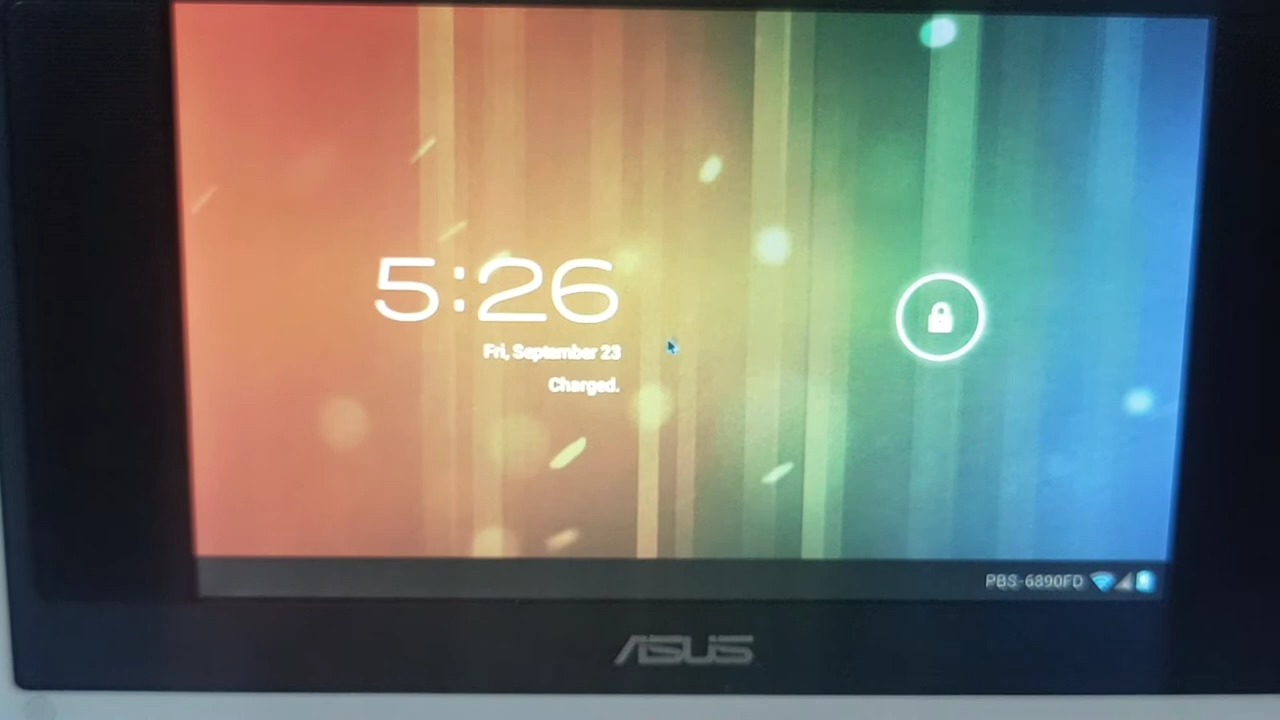 5:26
Fri, September 23
Charged.
PBS-6890FD
ASUS